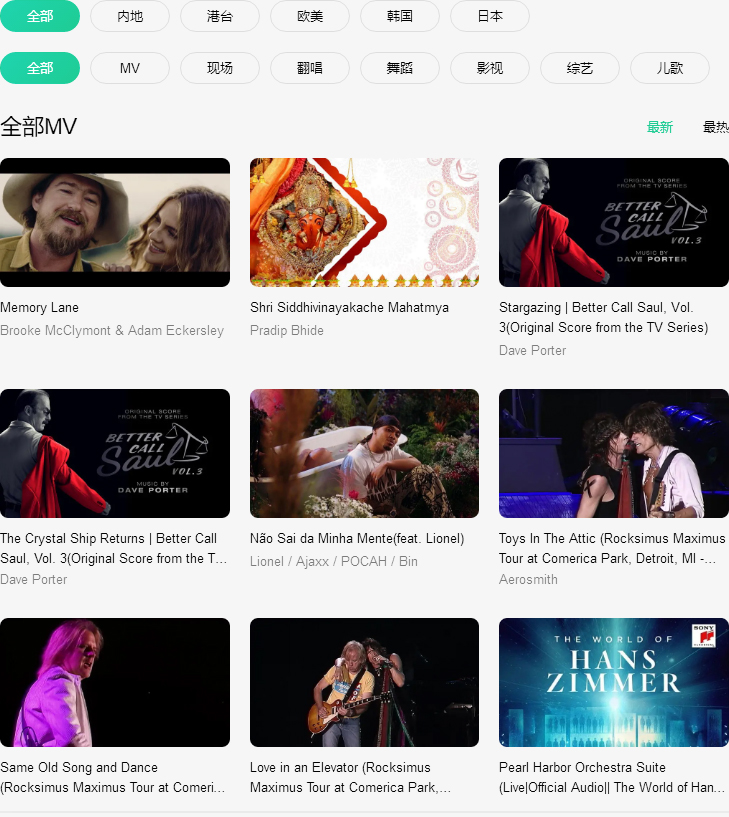 全部 内地 港台 欧美 韩国 日本
全部 MV 现场 翻唱 舞蹈 影视 综艺 儿歌
全部MV 最新 最热
ORIGINAL SCORE
FROM THE TV SERIES
BETTER
CALL
Saul
VOL.3
MUSIC BY
DAVE PORTER
Memory Lane
Brooke McClymont & Adam Eckersley
Shri Siddhivinayakache Mahatmya
Pradip Bhide
Stargazing | Better Call Saul, Vol.
3(Original Score from the TV Series)
Dave Porter
ORIGINAL SCORE
FROM THE TV SERIES
BETTER
CALL
Saul
VOL.3
MUSIC BY
DAVE PORTER
The Crystal Ship Returns | Better Call
Saul, Vol. 3(Original Score from the T...
Dave Porter
Não Sai da Minha Mente(feat. Lionel)
Lionel / Ajaxx / POCAH / Bin
Toys In The Attic (Rocksimus Maximus
Tour at Comerica Park, Detroit, MI -...
Aerosmith
SONY
THE WORLD OF
HANS
ZIMMER
Same Old Song and Dance
(Rocksimus Maximus Tour at Comeri...
Love in an Elevator (Rocksimus
Maximus Tour at Comerica Park,...
Pearl Harbor Orchestra Suite
(Live|Official Audio|| The World of Han...